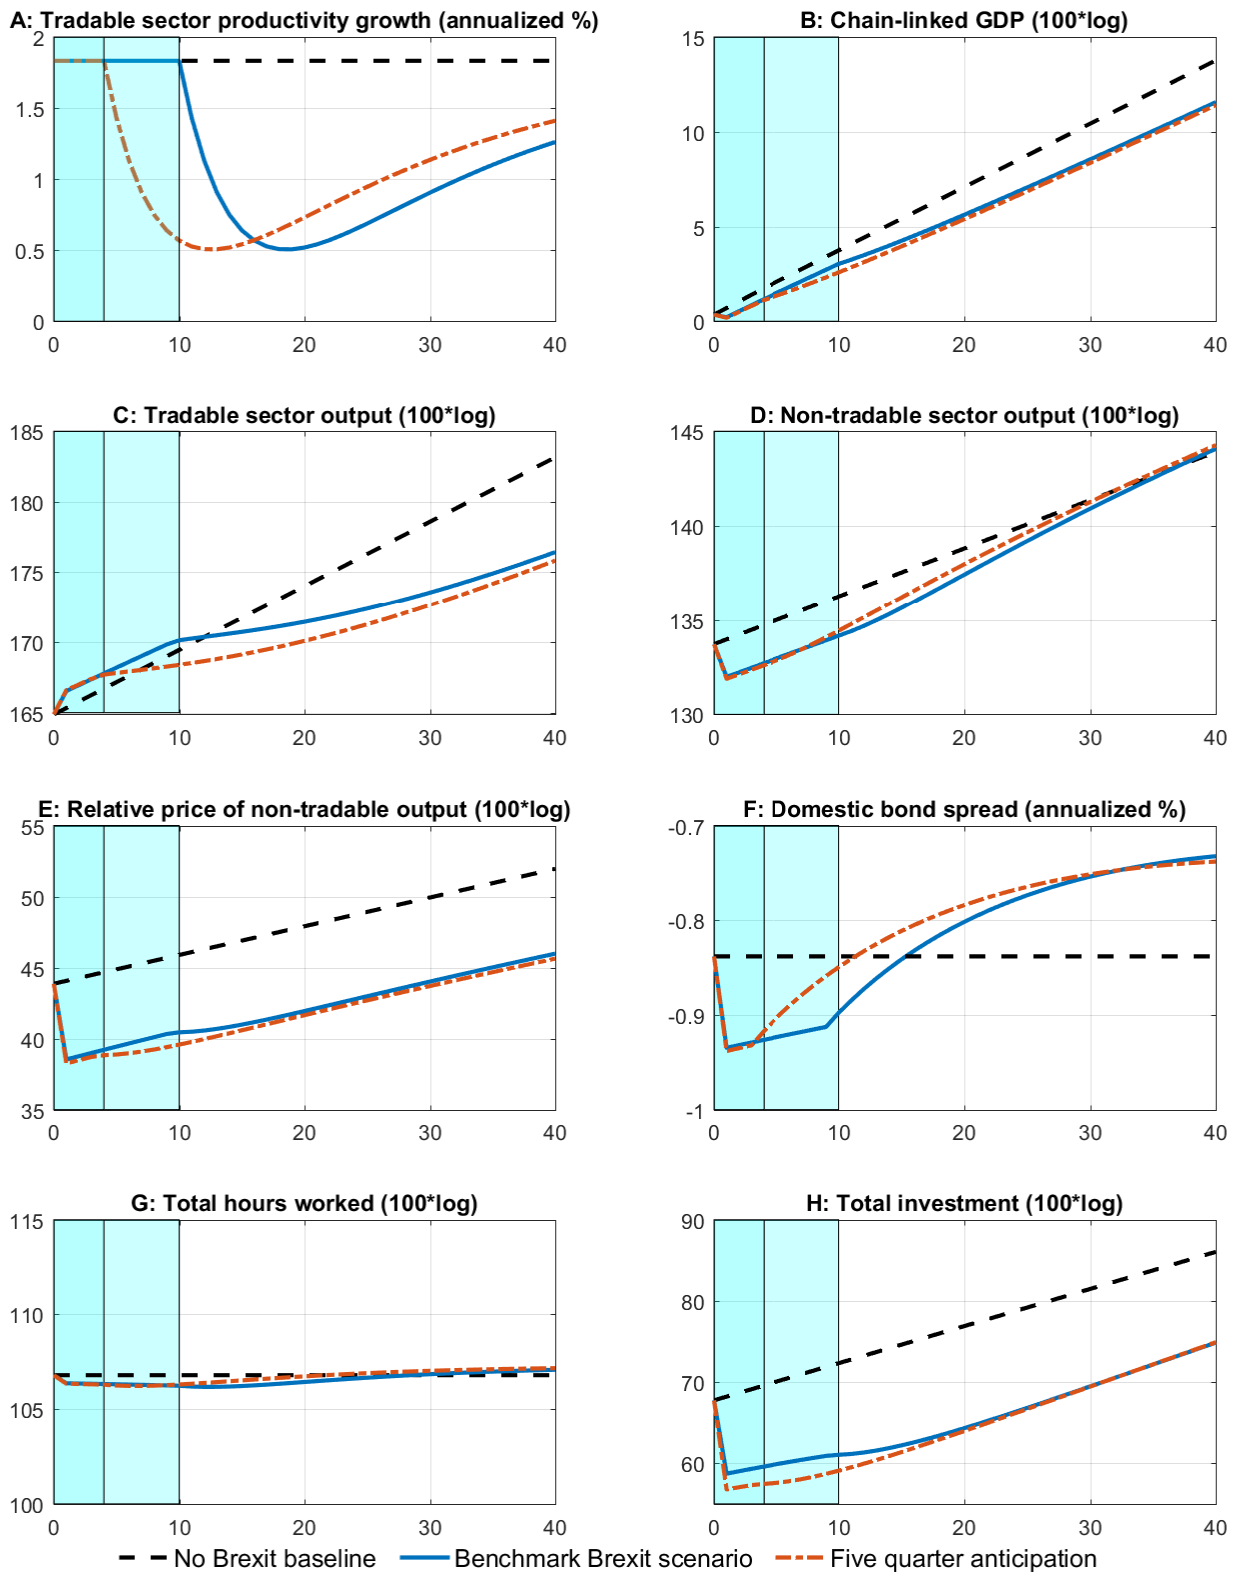 A: Tradable sector productivity growth (annualized %)
2
1.5
1
0.5
0
0 10 20 30 40
B: Chain-linked GDP (100*log)
15
10
5
0
0 10 20 30 40
C: Tradable sector output (100*log)
185
180
175
170
165
0 10 20 30 40
D: Non-tradable sector output (100*log)
145
140
135
130
0 10 20 30 40
E: Relative price of non-tradable output (100*log)
55
50
45
40
35
0 10 20 30 40
F: Domestic bond spread (annualized %)
-0.7
-0.8
-0.9
-1
0 10 20 30 40
G: Total hours worked (100*log)
115
110
105
100
0 10 20 30 40
H: Total investment (100*log)
90
80
70
60
0 10 20 30 40
No Brexit baseline Benchmark Brexit scenario Five quarter anticipation